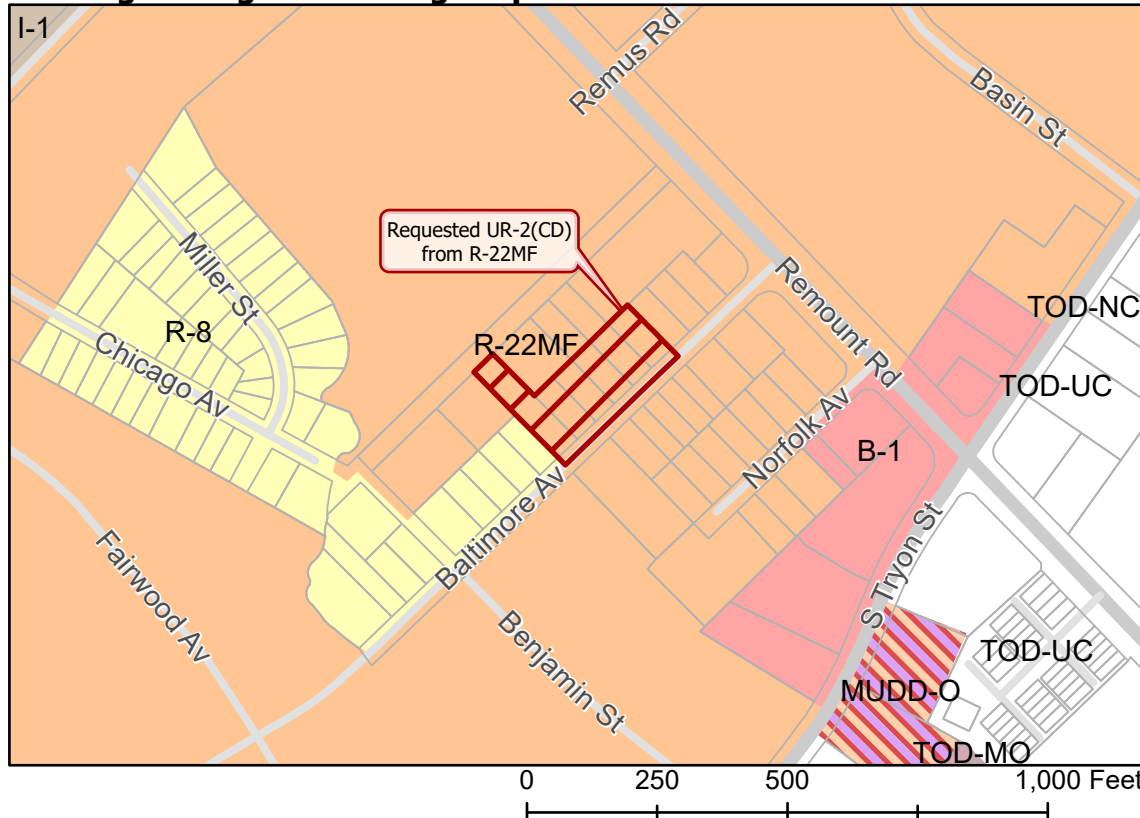 I-1
Remus Rd
Basin St
Requested UR-2(CD)
from R-22MF
Miller St
R-8
R-22MF
Remount Rd
TOD-NC
Chicago Av
TOD-UC
Norfolk Av
B-1
Baltimore Av
S Tryon St
Fairwood Av
Benjamin St
TOD-UC
MUDD-O
TOD-MO
0 250 500 1,000 Feet